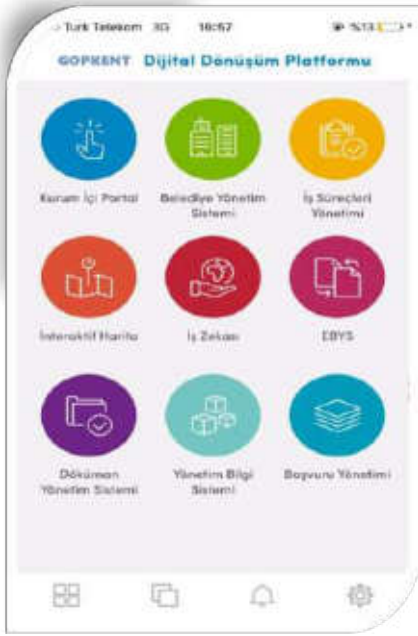 Turk Telekom 3G 16:57 %13
GOPKENT Dijital Dönüşüm Platformu
Kurum İçi Portal
Belediye Yönetim
Sistemi
İş Süreçleri
Yönetimi
İnteraktif Harita
İş Zekası
EBYS
Döküman
Yönetim Sistemi
Yönetim Bilgi
Sistemi
Başvuru Yönetimi